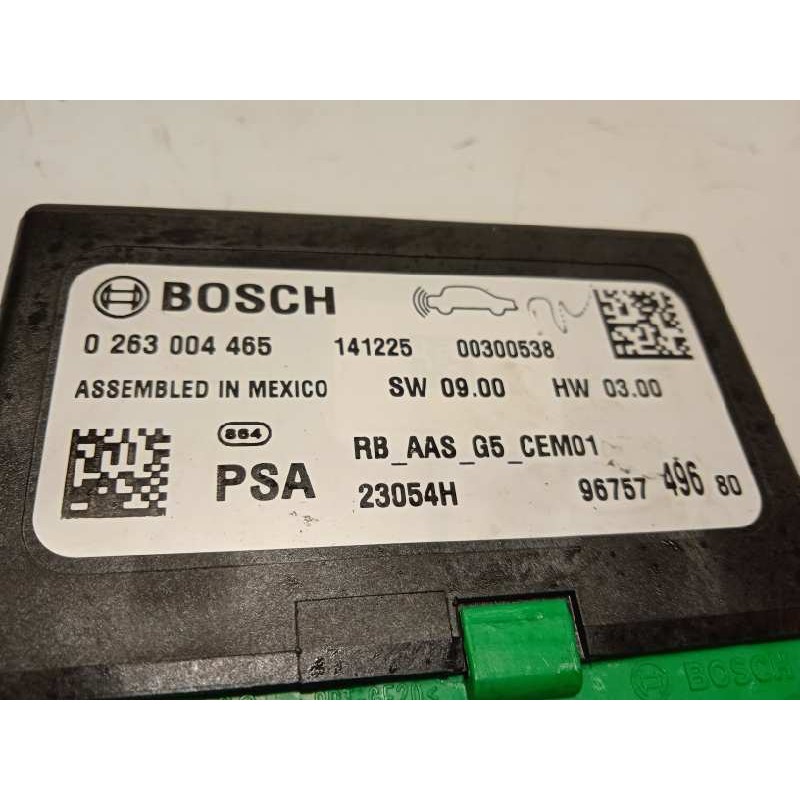 BOSCH
0 263 004 465 141225 00300538
ASSEMBLED IN MEXICO SW 09.00 HW 03.00
864 RB_AAS_G5_CEM01
PSA 23054H 96757 496 80
BOSCH